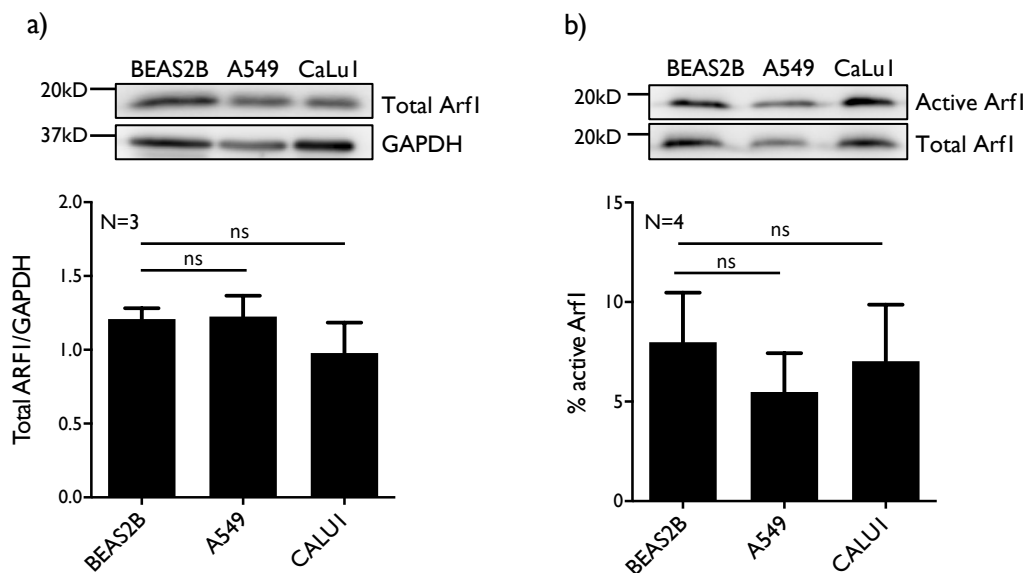 a)
BEAS2B A549 CaLu1
20kD
Total Arf1
37kD
GAPDH
2.0
N=3
ns
ns
1.5
1.0
0.5
0.0
Total ARF1/GAPDH
BEAS2B
A549
CALU1
b)
BEAS2B A549 CaLu1
20kD
Active Arf1
20kD
Total Arf1
15
N=4
ns
ns
10
5
0
% active Arf1
BEAS2B
A549
CALU1